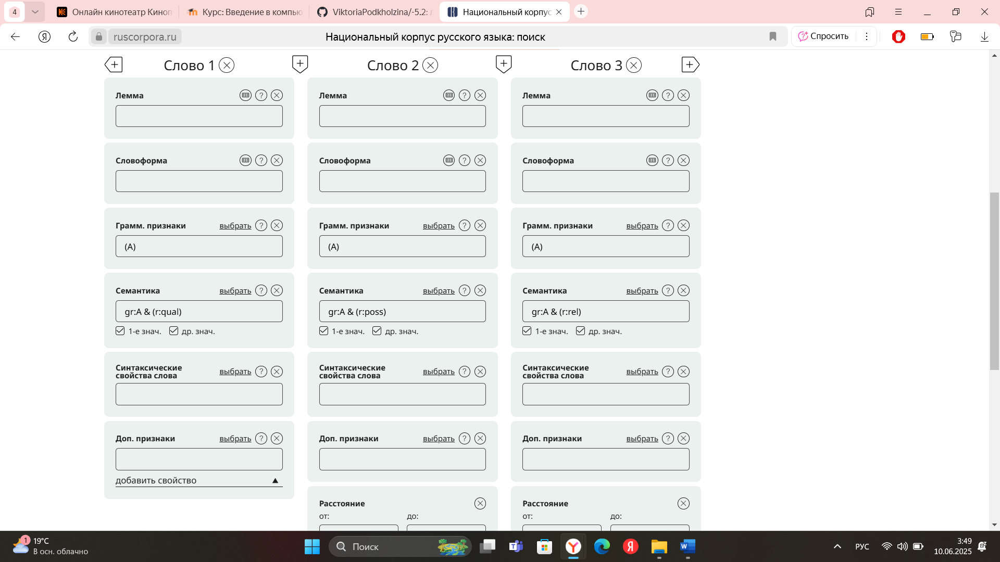 4
Онлайн кинотеатр Киноп
Курс: Введение в компью
ViktoriaPodkholzina/-5.2: л
Национальный корпус
ruscorpora.ru
Национальный корпус русского языка: поиск
Спросить
Слово 1
Слово 2
Слово 3
Лемма
Лемма
Лемма
Словоформа
Словоформа
Словоформа
Грамм. признаки выбрать
Грамм. признаки выбрать
Грамм. признаки выбрать
(A)
(A)
(A)
Семантика выбрать
Семантика выбрать
Семантика выбрать
gr:A & (r:qual)
gr:A & (r:poss)
gr:A & (r:rel)
1-е знач. др. знач.
1-е знач. др. знач.
1-е знач. др. знач.
Синтаксические
свойства слова
выбрать
Синтаксические
свойства слова
выбрать
Синтаксические
свойства слова
выбрать
Доп. признаки выбрать
Доп. признаки выбрать
Доп. признаки выбрать
добавить свойство
Расстояние
Расстояние
от: до:
от: до:
1
19°C
В осн. облачно
Поиск
РУС
3:49
10.06.2025